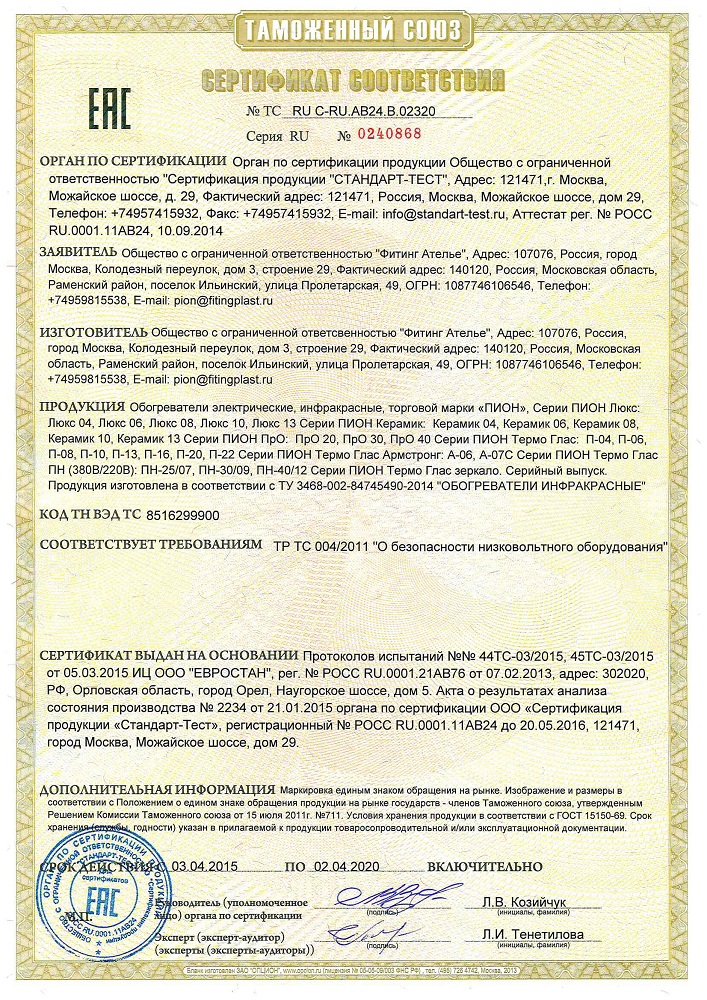 ТАМОЖЕННЫЙ СОЮЗ
СЕРТИФИКАТ СООТВЕТСТВИЯ
ЕАС
№ ТС RU C-RU.АВ24.В.02320
Серия RU № 0240868
ОРГАН ПО СЕРТИФИКАЦИИ Орган по сертификации продукции Общество с ограниченной
ответственностью "Сертификация продукции "СТАНДАРТ-ТЕСТ", Адрес: 121471,г. Москва,
Можайское шоссе, д. 29, Фактический адрес: 121471, Россия, Москва, Можайское шоссе, дом 29,
Телефон: +74957415932, Факс: +74957415932, E-mail: info@standart-test.ru, Аттестат рег. № РОСС
RU.0001.11АВ24, 10.09.2014
ЗАЯВИТЕЛЬ Общество с ограниченной ответственностью "Фитинг Ателье", Адрес: 107076, Россия, город
Москва, Колодезный переулок, дом 3, строение 29, Фактический адрес: 140120, Россия, Московская область,
Раменский район, поселок Ильинский, улица Пролетарская, 49, ОГРН: 1087746106546, Телефон:
+74959815538, E-mail: pion@fitingplast.ru
ИЗГОТОВИТЕЛЬ Общество с ограниченной ответсвенностью "Фитинг Ателье", Адрес: 107076, Россия,
город Москва, Колодезный переулок, дом 3, строение 29, Фактический адрес: 140120, Россия, Московская
область, Раменский район, поселок Ильинский, улица Пролетарская, 49, ОГРН: 1087746106546, Телефон:
+74959815538, E-mail: pion@fitingplast.ru
ПРОДУКЦИЯ Обогреватели электрические, инфракрасные, торговой марки «ПИОН», Серии ПИОН Люкс:
Люкс 04, Люкс 06, Люкс 08, Люкс 10, Люкс 13 Серии ПИОН Керамик: Керамик 04, Керамик 06, Керамик 08,
Керамик 10, Керамик 13 Серии ПИОН ПрО: ПрО 20, ПрО 30, ПрО 40 Серии ПИОН Термо Глас: П-04, П-06,
П-08, П-10, П-13, П-16, П-20, П-22 Серии ПИОН Термо Глас Армстронг: А-06, А-07С Серии ПИОН Термо Глас
ПН (380В/220В): ПН-25/07, ПН-30/09, ПН-40/12 Серии ПИОН Термо Глас зеркало. Серийный выпуск.
Продукция изготовлена в соответствии с ТУ 3468-002-84745490-2014 "ОБОГРЕВАТЕЛИ ИНФРАКРАСНЫЕ"
КОД ТН ВЭД ТС 8516299900
СООТВЕТСТВУЕТ ТРЕБОВАНИЯМ ТР ТС 004/2011 "О безопасности низковольтного оборудования"
СЕРТИФИКАТ ВЫДАН НА ОСНОВАНИИ Протоколов испытаний №№ 44ТС-03/2015, 45ТС-03/2015
от 05.03.2015 ИЦ ООО "ЕВРОСТАН", рег. № РОСС RU.0001.21АВ76 от 07.02.2013, адрес: 302020,
РФ, Орловская область, город Орел, Наугорское шоссе, дом 5. Акта о результатах анализа
состояния производства № 2234 от 21.01.2015 органа по сертификации ООО «Сертификация
продукции «Стандарт-Тест», регистрационный № РОСС RU.0001.11АВ24 до 20.05.2016, 121471,
город Москва, Можайское шоссе, дом 29.
ДОПОЛНИТЕЛЬНАЯ ИНФОРМАЦИЯ Маркировка единым знаком обращения на рынке. Изображение и размеры в
соответствии с Положением о едином знаке обращения продукции на рынке государств - членов Таможенного союза, утвержденным
Решением Комиссии Таможенного союза от 15 июля 2011г. №711. Условия хранения продукции в соответствии с ГОСТ 15150-69. Срок
хранения (службы, годности) указан в прилагаемой к продукции товаросопроводительной и/или эксплуатационной документации.
СРОК ДЕЙСТВИЯ С 03.04.2015 ПО 02.04.2020 ВКЛЮЧИТЕЛЬНО
Руководитель (уполномоченное
лицо) органа по сертификации
(подпись)
Л.В. Козийчук
(инициалы, фамилия)
М.П.
Эксперт (эксперт-аудитор)
(эксперты (эксперты-аудиторы))
(подпись)
Л.И. Тенетилова
(инициалы, фамилия)
ОРГАН ПО СЕРТИФИКАЦИИ ПРОДУКЦИИ
"СТАНДАРТ-ТЕСТ"
Для сертификатов
ЕАС
РОСС RU.0001.11АВ24
Бланк изготовлен ЗАО "ОПЦИОН", www.opcion.ru (лицензия № 05-05-09/003 ФНС РФ), тел. (495) 726 4742, Москва, 2013